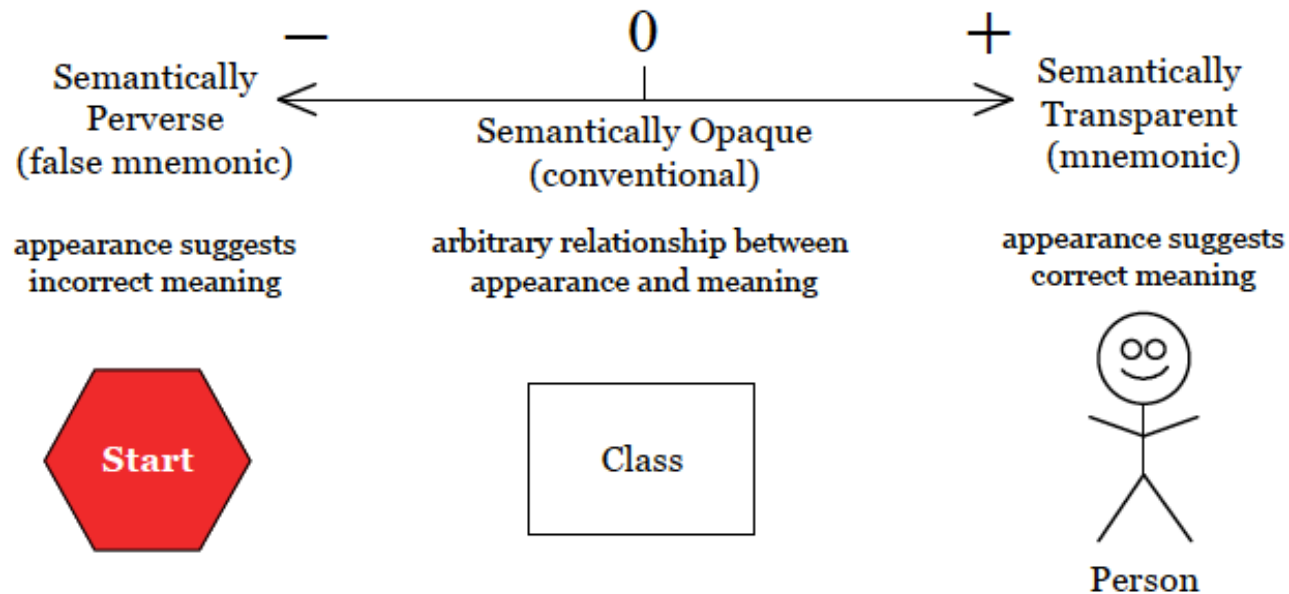 − 0 +
Semantically
Perverse
(false mnemonic)
Semantically Opaque
(conventional)
Semantically
Transparent
(mnemonic)
appearance suggests
incorrect meaning
arbitrary relationship between
appearance and meaning
appearance suggests
correct meaning
Start
Class
Person